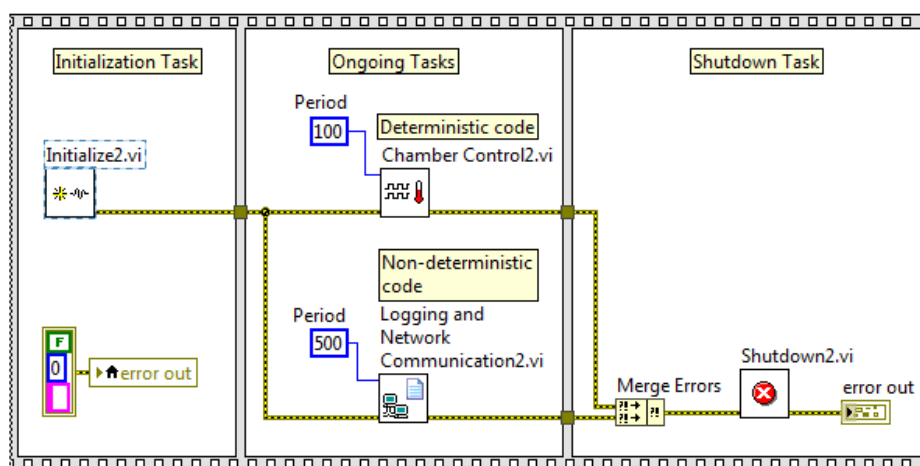 Initialization Task
Ongoing Tasks
Shutdown Task
Period
100
Deterministic code
Chamber Control2.vi
Initialize2.vi
Non-deterministic
code
Period
500
Logging and
Network
Communication2.vi
F
0
error out
Merge Errors
Shutdown2.vi
error out
?!
?!
?!